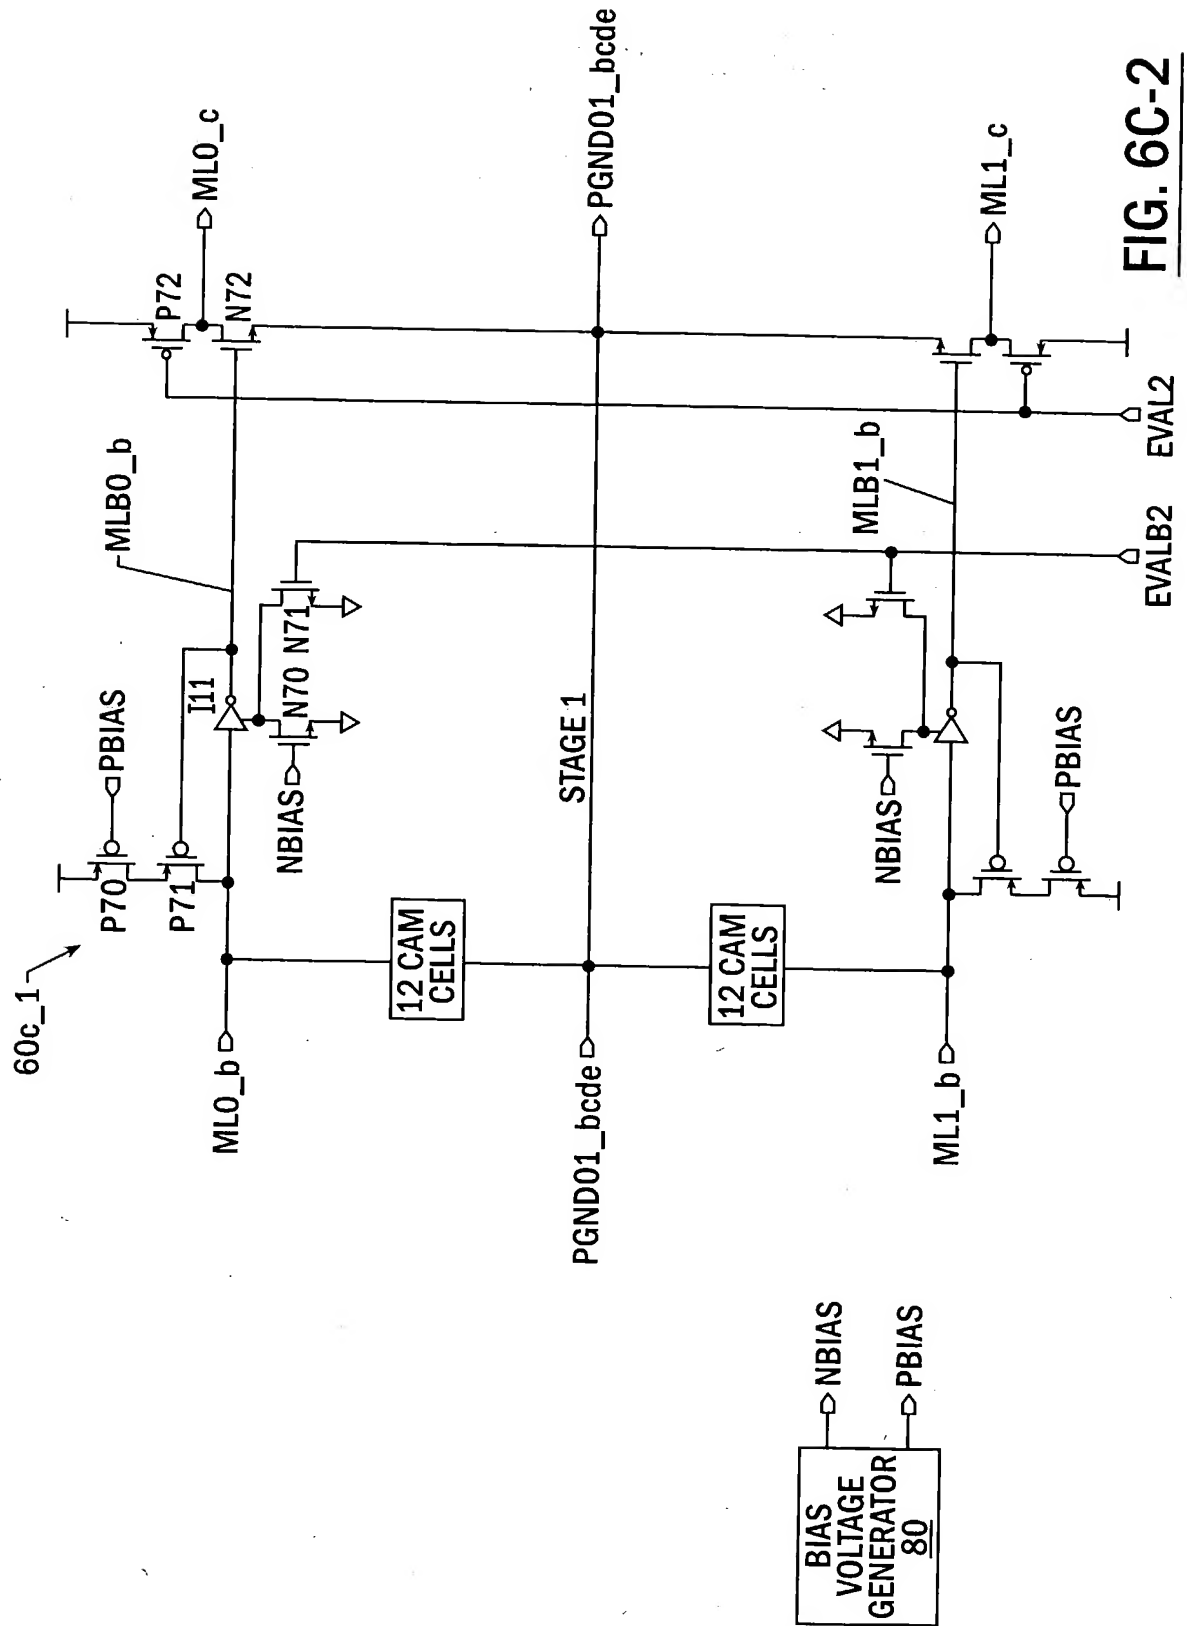 60c_1
P70
PBIAS
P71
I11
MLB0_b
P72
ML0_c
N72
ML0_b
NBIAS
N70
N71
12 CAM
CELLS
PGND01_bcde
STAGE 1
PGND01_bcde
12 CAM
CELLS
NBIAS
MLB1_b
ML1_b
ML1_c
PBIAS
EVALB2
EVAL2
BIAS
VOLTAGE
GENERATOR
80
NBIAS
PBIAS
FIG. 6C-2